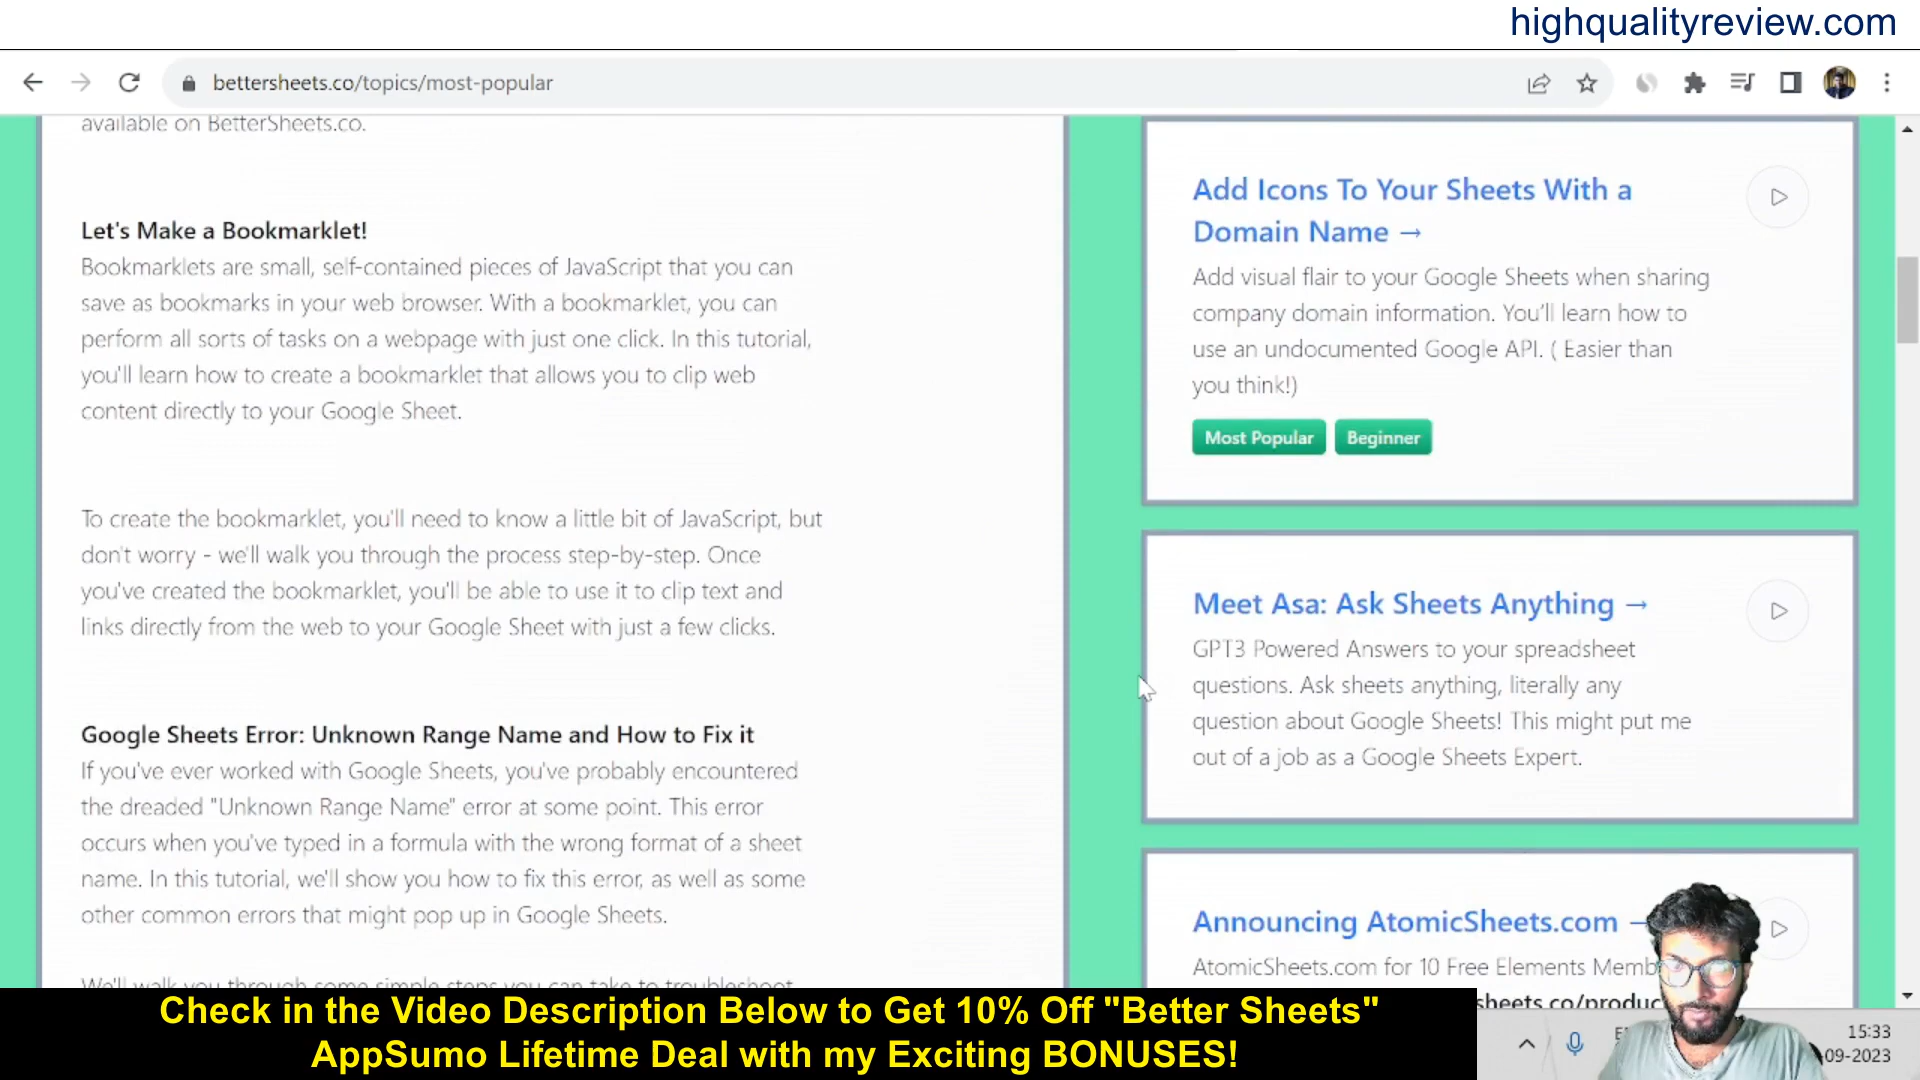 highqualityreview.com
bettersheets.co/topics/most-popular
available on BetterSheets.co.
Let's Make a Bookmarklet!
Bookmarklets are small, self-contained pieces of JavaScript that you can
save as bookmarks in your web browser. With a bookmarklet, you can
perform all sorts of tasks on a webpage with just one click. In this tutorial,
you'll learn how to create a bookmarklet that allows you to clip web
content directly to your Google Sheet.
To create the bookmarklet, you'll need to know a little bit of JavaScript, but
don't worry - we'll walk you through the process step-by-step. Once
you've created the bookmarklet, you'll be able to use it to clip text and
links directly from the web to your Google Sheet with just a few clicks.
Google Sheets Error: Unknown Range Name and How to Fix it
If you've ever worked with Google Sheets, you've probably encountered
the dreaded "Unknown Range Name" error at some point. This error
occurs when you've typed in a formula with the wrong format of a sheet
name. In this tutorial, we'll show you how to fix this error, as well as some
other common errors that might pop up in Google Sheets.
We'll walk you through some simple steps you can take to troubleshoot
Add Icons To Your Sheets With a
Domain Name →
Add visual flair to your Google Sheets when sharing
company domain information. You'll learn how to
use an undocumented Google API. ( Easier than
you think!)
Most Popular Beginner
Meet Asa: Ask Sheets Anything →
GPT3 Powered Answers to your spreadsheet
questions. Ask sheets anything, literally any
question about Google Sheets! This might put me
out of a job as a Google Sheets Expert.
Announcing AtomicSheets.com
AtomicSheets.com for 10 Free Elements
Check in the Video Description Below to Get 10% Off "Better Sheets"
AppSumo Lifetime Deal with my Exciting BONUSES!
15:33
-09-2023